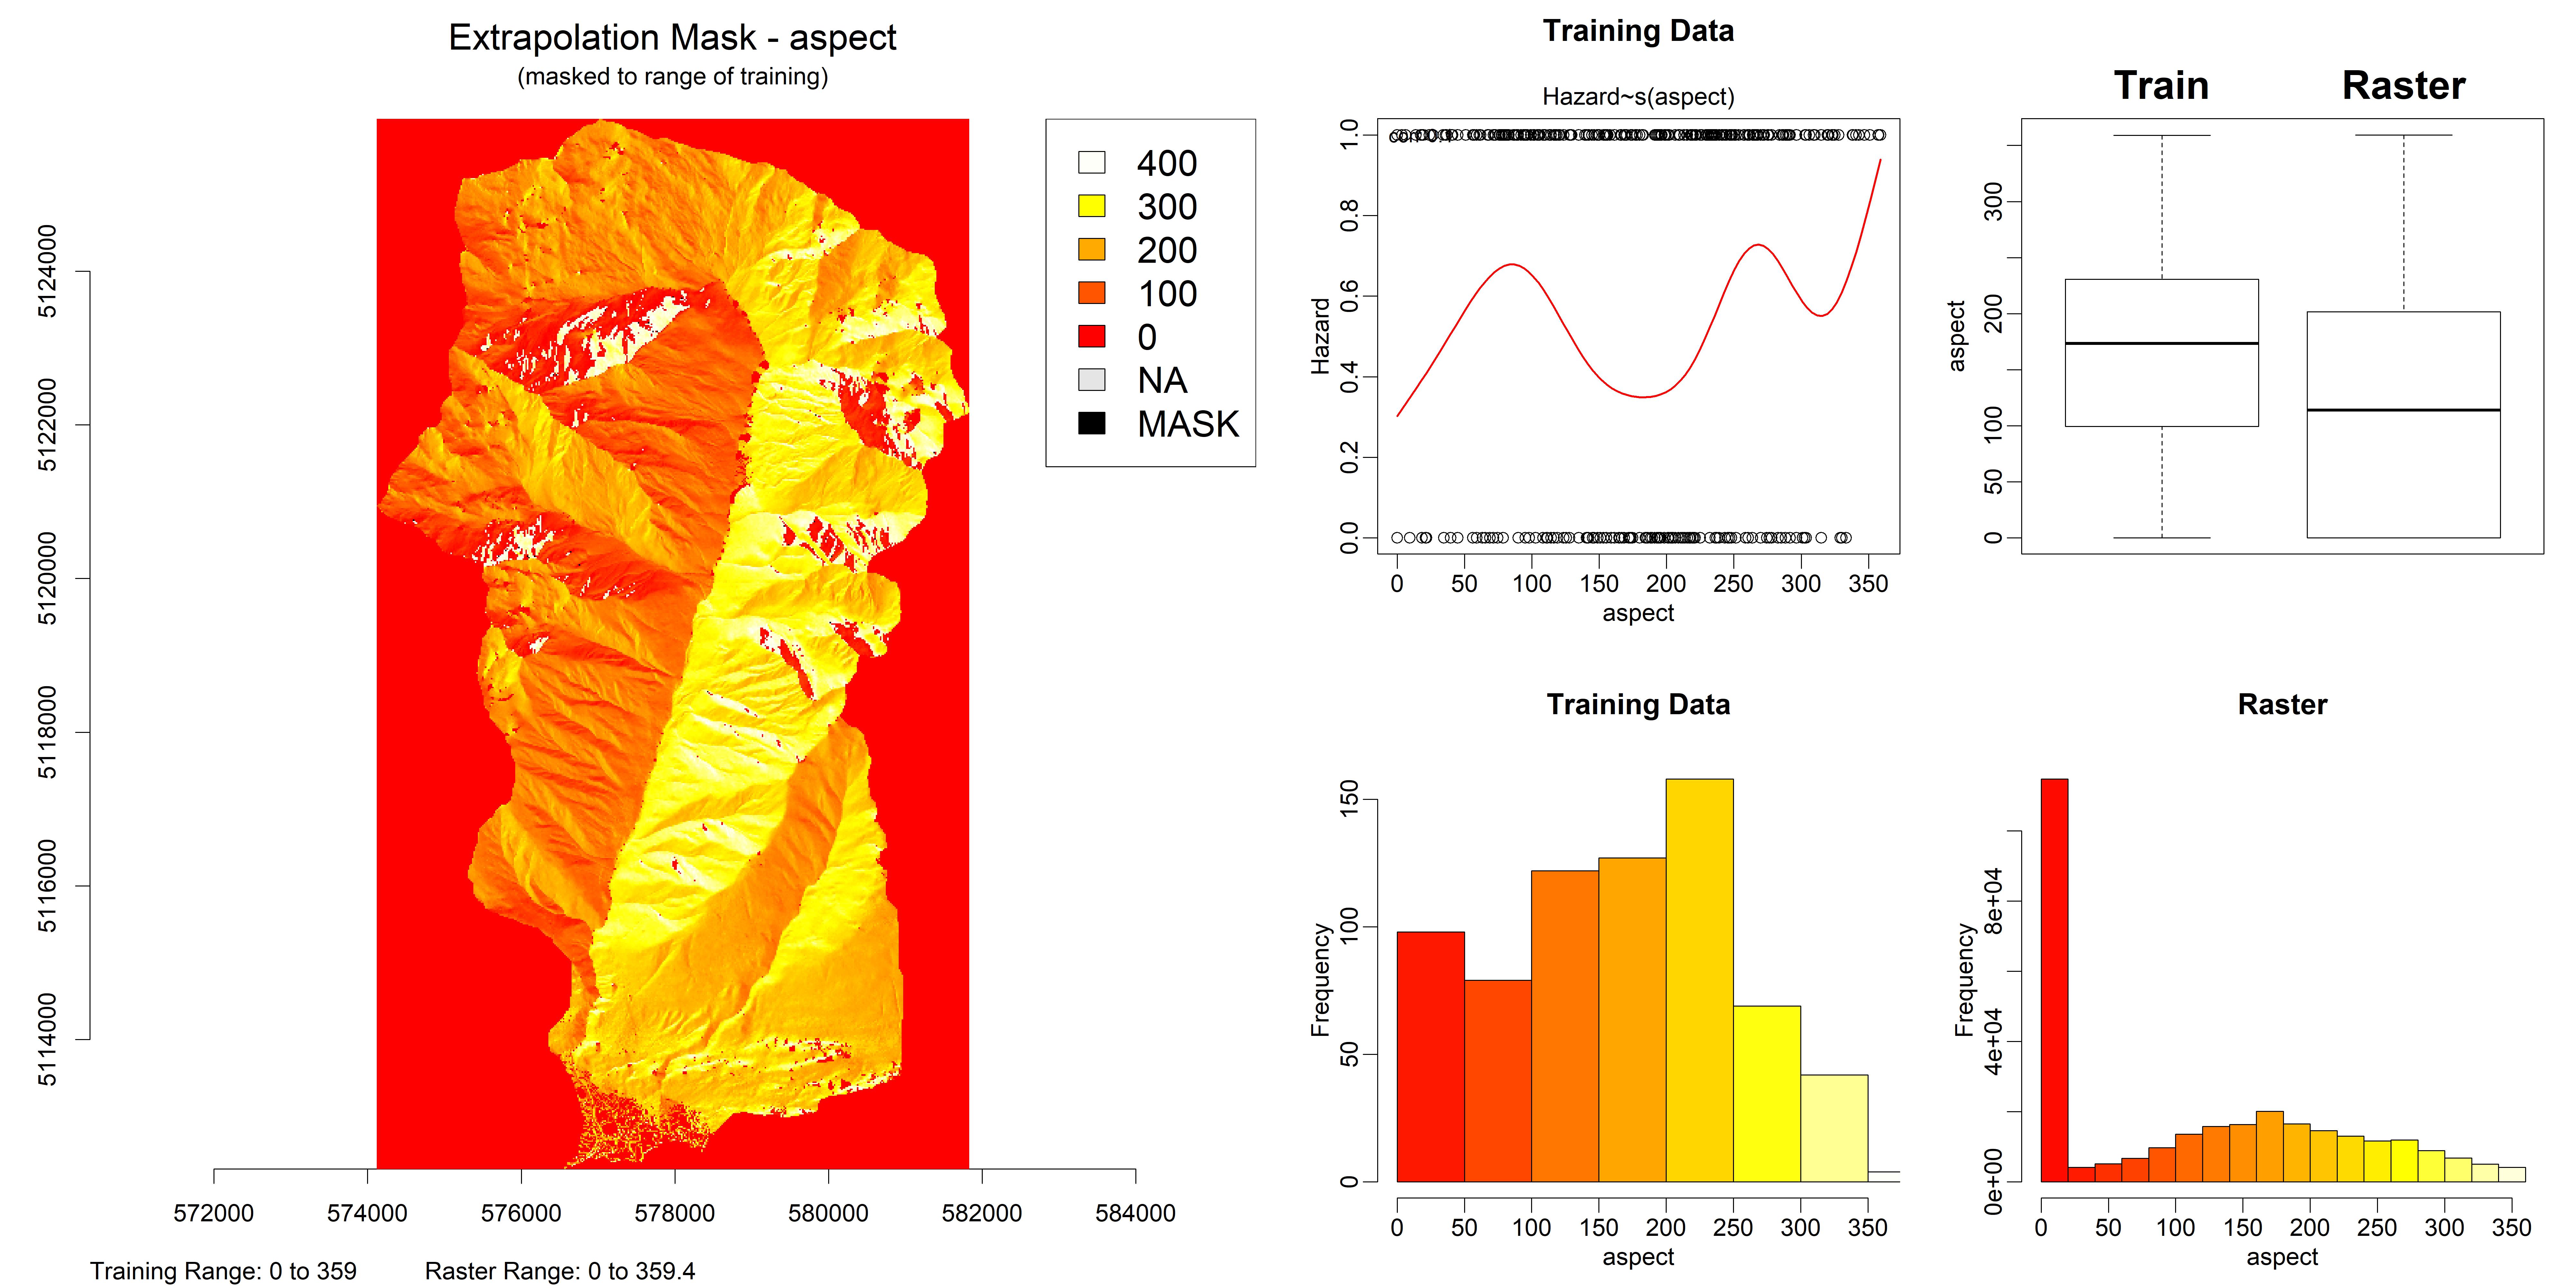 Extrapolation Mask - aspect
(masked to range of training)
5124000
5122000
5120000
5118000
5116000
5114000
572000 574000 576000 578000 580000 582000 584000
Training Range: 0 to 359 Raster Range: 0 to 359.4
400
300
200
100
0
NA
MASK
Training Data
Hazard~s(aspect)
Hazard
1.0
0.8
0.6
0.4
0.2
0.0
0 50 100 150 200 250 300 350
aspect
Train Raster
aspect
300
200
100
50
0
Training Data
Frequency
150
100
50
0
0 50 100 150 200 250 300 350
aspect
Raster
Frequency
8e+04
4e+04
0e+00
0 50 100 150 200 250 300 350
aspect